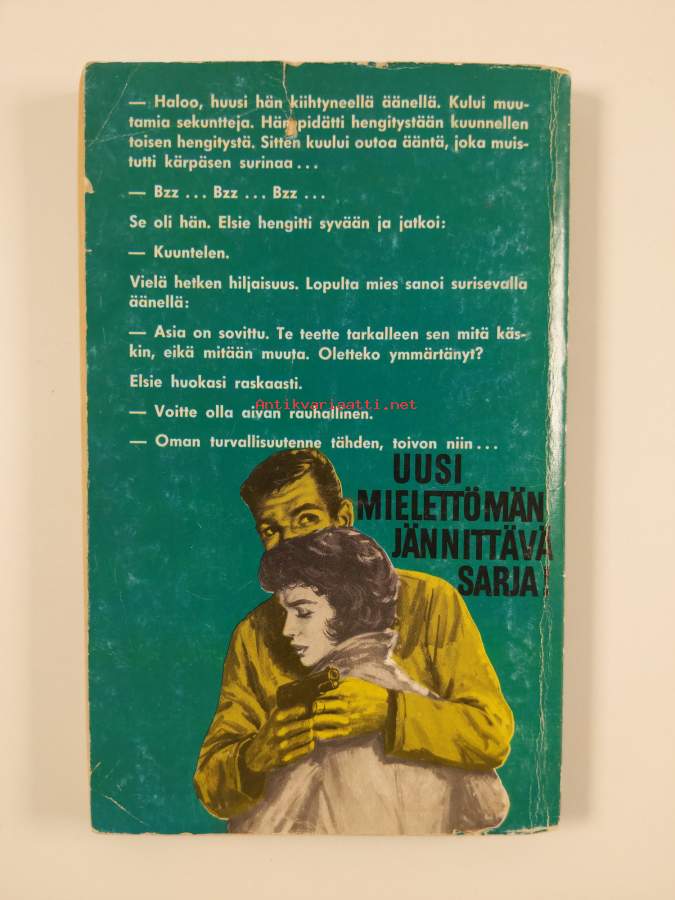 — Haloo, huusi hän kiihtyneellä äänellä. Kului muu-
tamia sekuntteja. Hän pidätti hengitystään kuunnellen
toisen hengitystä. Sitten kuului outoa ääntä, joka muis-
tutti kärpäsen surinaa...
— Bzz ... Bzz ... Bzz ...
Se oli hän. Elsie hengitti syvään ja jatkoi:
— Kuuntelen.
Vielä hetken hiljaisuus. Lopulta mies sanoi surisevalla
äänellä:
— Asia on sovittu. Te teette tarkalleen sen mitä käs-
kin, eikä mitään muuta. Oletteko ymmärtänyt?
Elsie huokasi raskaasti.
Antikvariaatti.net
— Voitte olla aivan rauhallinen.
— Oman turvallisuutenne tähden, toivon niin...
UUSI
MIELETTÖMÄN
JÄNNITTÄVÄ
SARJA!